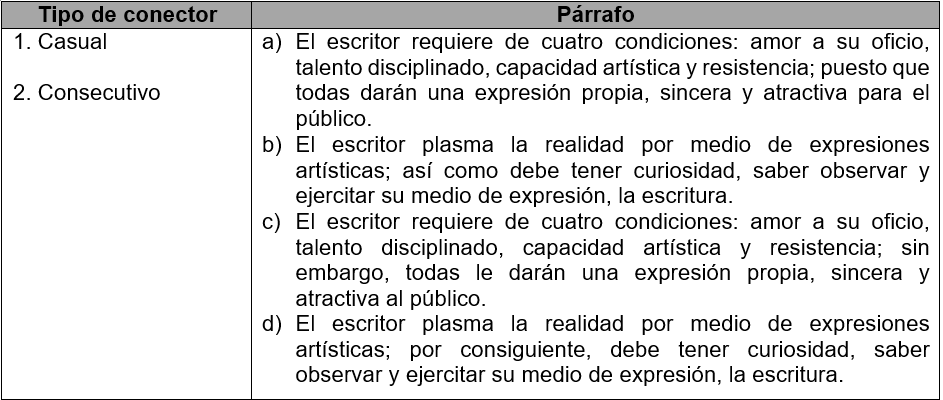 Tipo de conector
Párrafo
1. Casual
2. Consecutivo
a) El escritor requiere de cuatro condiciones: amor a su oficio,
talento disciplinado, capacidad artística y resistencia; puesto que
todas darán una expresión propia, sincera y atractiva para el
público.
b) El escritor plasma la realidad por medio de expresiones
artísticas; así como debe tener curiosidad, saber observar y
ejercitar su medio de expresión, la escritura.
c) El escritor requiere de cuatro condiciones: amor a su oficio,
talento disciplinado, capacidad artística y resistencia; sin
embargo, todas le darán una expresión propia, sincera y
atractiva al público.
d) El escritor plasma la realidad por medio de expresiones
artísticas; por consiguiente, debe tener curiosidad, saber
observar y ejercitar su medio de expresión, la escritura.